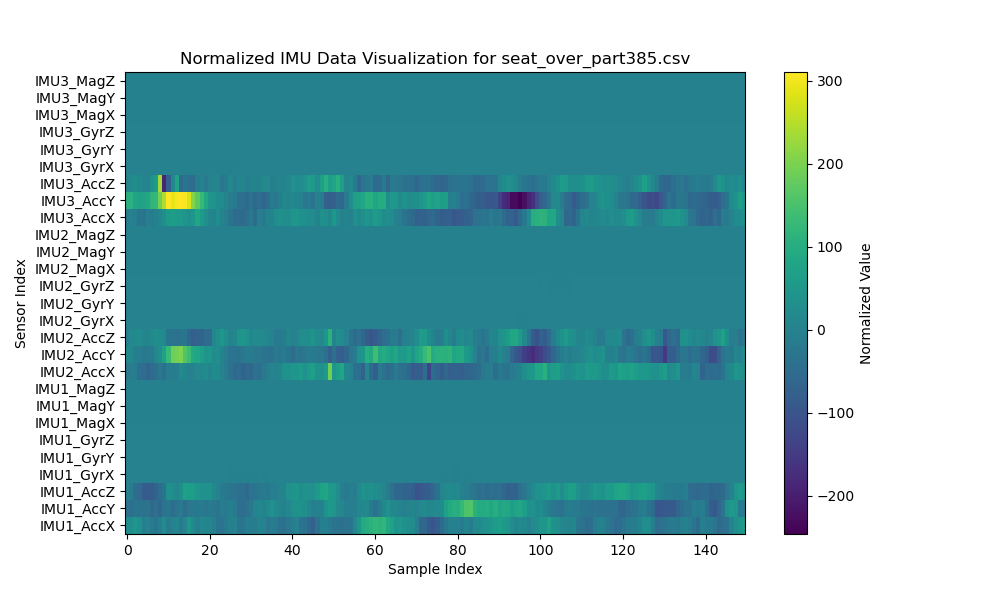 Normalized IMU Data Visualization for seat_over_part385.csv
IMU3_MagZ
IMU3_MagY
IMU3_MagX
IMU3_GyrZ
IMU3_GyrY
IMU3_GyrX
IMU3_AccZ
IMU3_AccY
IMU3_AccX
IMU2_MagZ
IMU2_MagY
IMU2_MagX
IMU2_GyrZ
IMU2_GyrY
IMU2_GyrX
IMU2_AccZ
IMU2_AccY
IMU2_AccX
IMU1_MagZ
IMU1_MagY
IMU1_MagX
IMU1_GyrZ
IMU1_GyrY
IMU1_GyrX
IMU1_AccZ
IMU1_AccY
IMU1_AccX
Sensor Index
0 20 40 60 80 100 120 140
Sample Index
300
200
100
0
−100
−200
Normalized Value